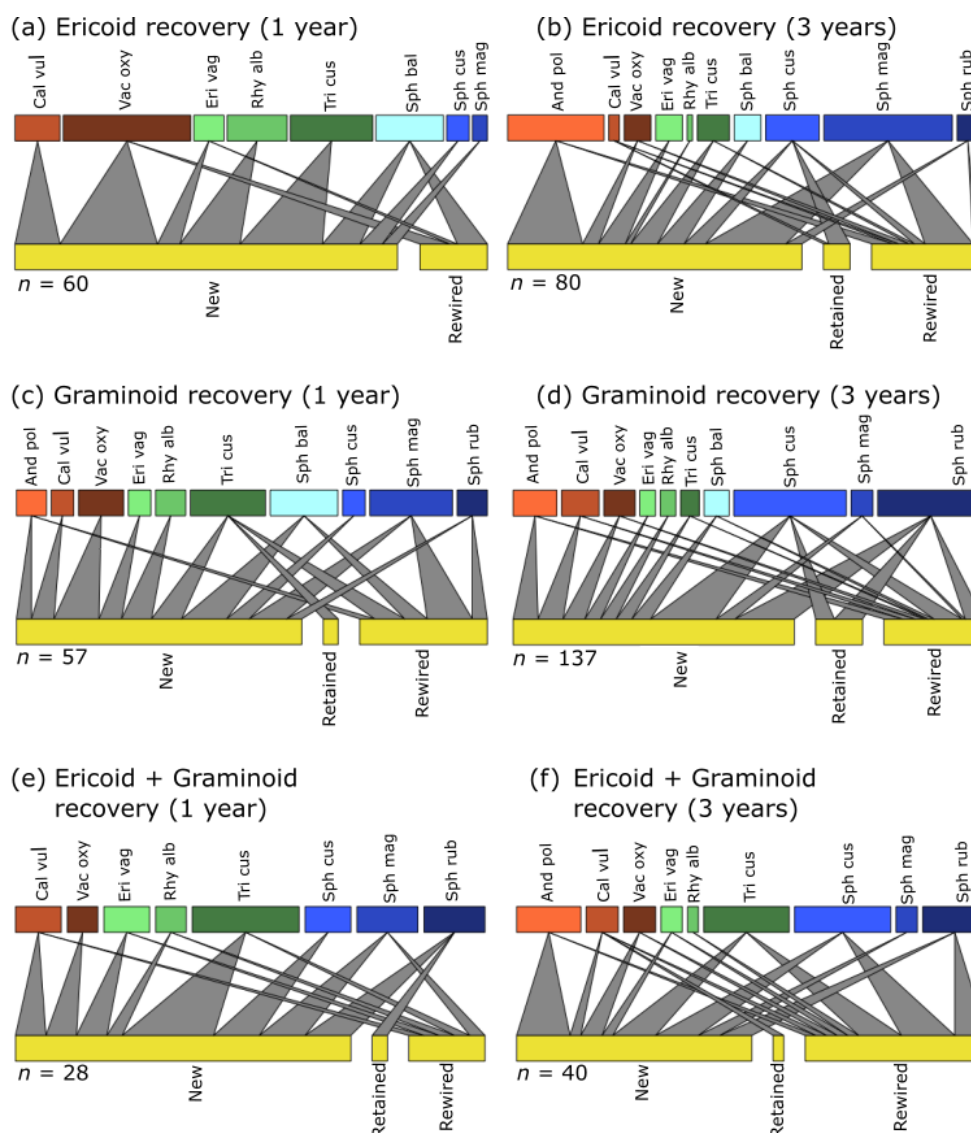 (a) Ericoid recovery (1 year)
Cal vul
Vac oxy
Eri vag
Rhy alb
Tri cus
Sph bal
Sph cus
Sph mag
n = 60
New
Rewired
(b) Ericoid recovery (3 years)
And pol
Cal vul
Vac oxy
Eri vag
Rhy alb
Tri cus
Sph bal
Sph cus
Sph mag
Sph rub
n = 80
New
Retained
Rewired
(c) Graminoid recovery (1 year)
And pol
Cal vul
Vac oxy
Eri vag
Rhy alb
Tri cus
Sph bal
Sph cus
Sph mag
Sph rub
n = 57
New
Retained
Rewired
(d) Graminoid recovery (3 years)
And pol
Cal vul
Vac oxy
Eri vag
Rhy alb
Tri cus
Sph bal
Sph cus
Sph mag
Sph rub
n = 137
New
Retained
Rewired
(e) Ericoid + Graminoid
recovery (1 year)
Cal vul
Vac oxy
Eri vag
Rhy alb
Tri cus
Sph cus
Sph mag
Sph rub
n = 28
New
Retained
Rewired
(f) Ericoid + Graminoid
recovery (3 years)
And pol
Cal vul
Vac oxy
Eri vag
Rhy alb
Tri cus
Sph cus
Sph mag
Sph rub
n = 40
New
Retained
Rewired